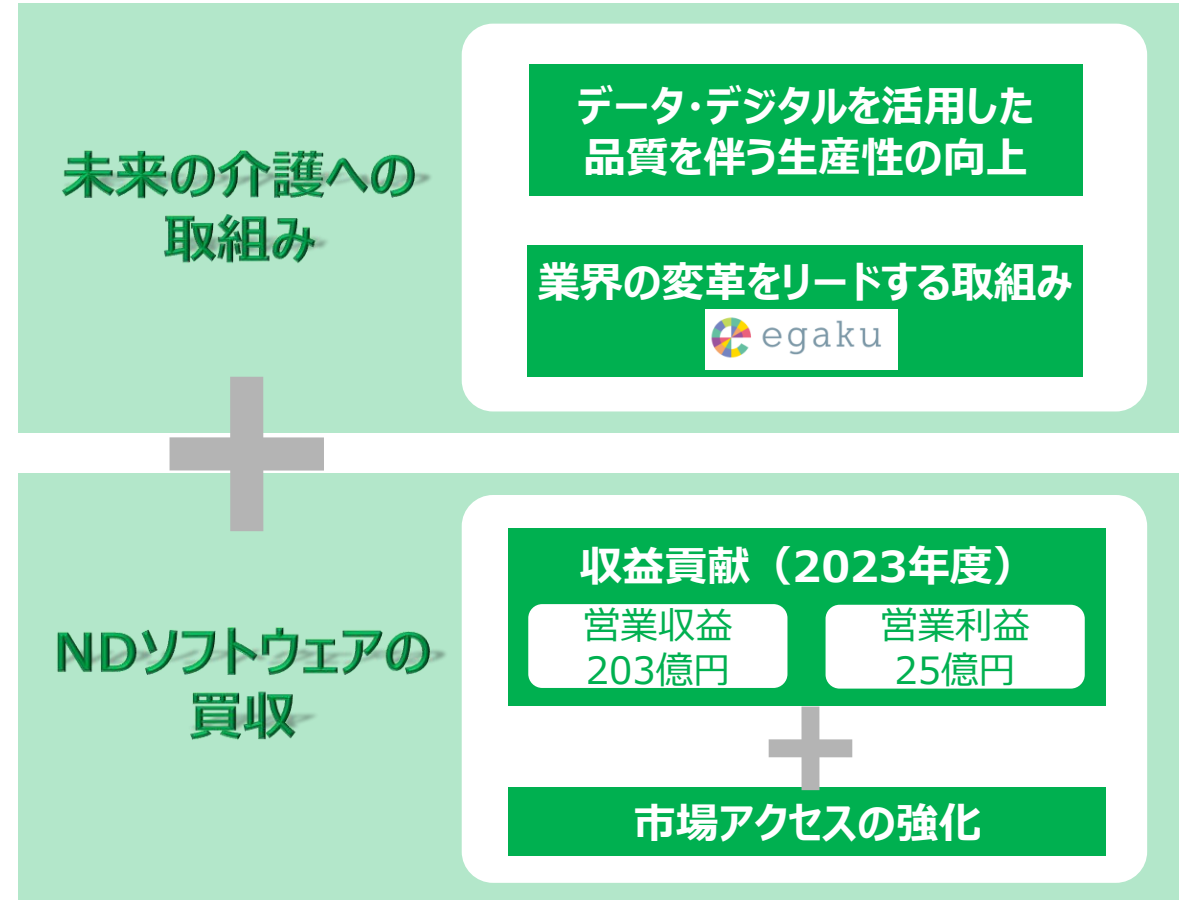 未来の介護への
取組み
データ・デジタルを活用した
品質を伴う生産性の向上
業界の変革をリードする取組み
egaku
NDソフトウェアの
買収
収益貢献（2023年度）
営業収益
203億円
営業利益
25億円
市場アクセスの強化